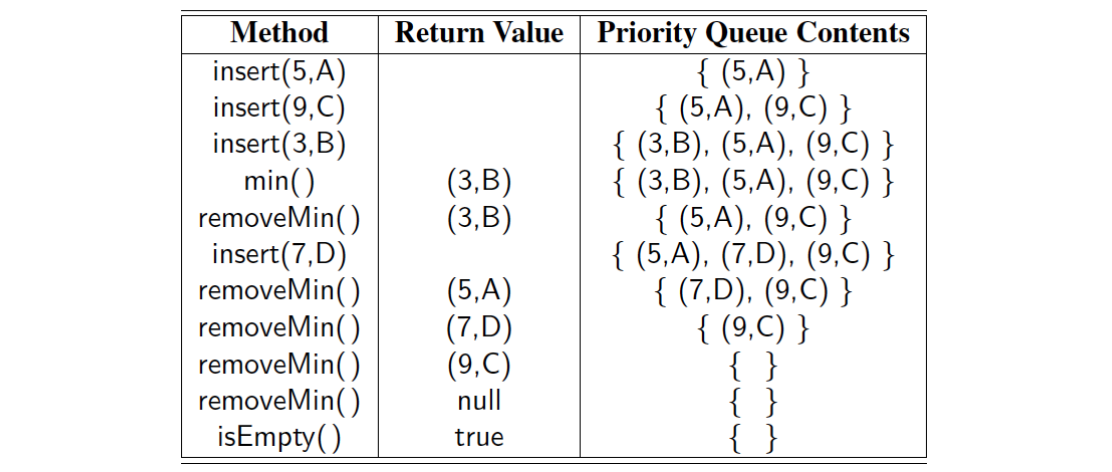 Method Return Value Priority Queue Contents
insert(5,A) { (5,A) }
insert(9,C) { (5,A), (9,C) }
insert(3,B) { (3,B), (5,A), (9,C) }
min( ) (3,B) { (3,B), (5,A), (9,C) }
removeMin( ) (3,B) { (5,A), (9,C) }
insert(7,D) { (5,A), (7,D), (9,C) }
removeMin( ) (5,A) { (7,D), (9,C) }
removeMin( ) (7,D) { (9,C) }
removeMin( ) (9,C) { }
removeMin( ) null { }
isEmpty( ) true { }